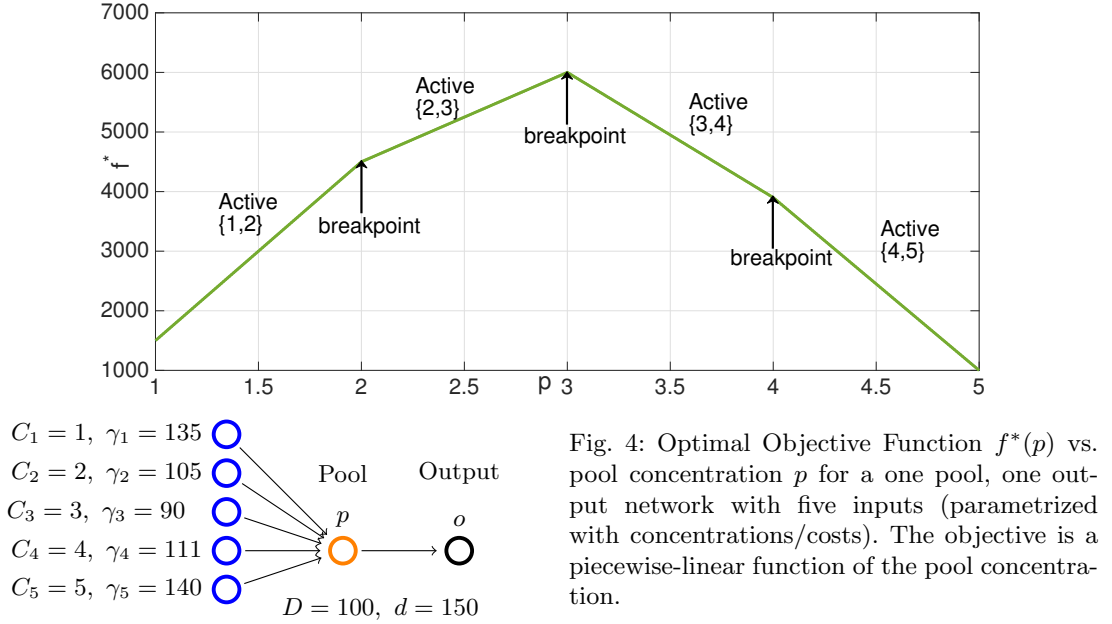 7000
6000
5000
4000
3000
2000
1000
f*
Active
{1,2}
breakpoint
Active
{2,3}
breakpoint
Active
{3,4}
breakpoint
Active
{4,5}
1 1.5 2 2.5 3 3.5 4 4.5 5
p
C₁ = 1, γ₁ = 135
C₂ = 2, γ₂ = 105
C₃ = 3, γ₃ = 90
C₄ = 4, γ₄ = 111
C₅ = 5, γ₅ = 140
Pool Output
p o
D = 100, d = 150
Fig. 4: Optimal Objective Function f*(p) vs.
pool concentration p for a one pool, one out-
put network with five inputs (parametrized
with concentrations/costs). The objective is a
piecewise-linear function of the pool concentra-
tion.